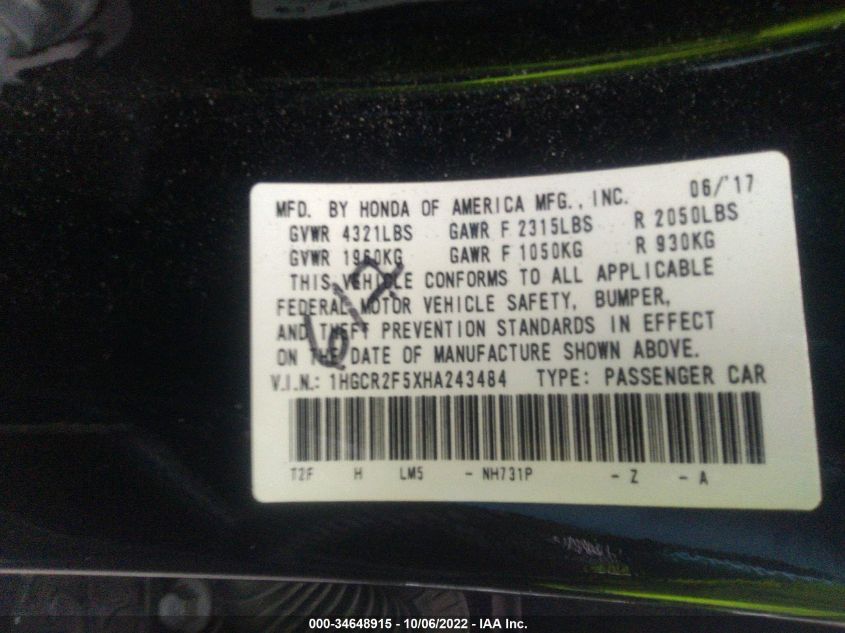 MFD. BY HONDA OF AMERICA MFG., INC. 06/'17
GVWR 4321LBS GAWR F 2315LBS R 2050LBS
GVWR 1960KG GAWR F 1050KG R 930KG
THIS VEHICLE CONFORMS TO ALL APPLICABLE
FEDERAL MOTOR VEHICLE SAFETY, BUMPER,
AND THEFT PREVENTION STANDARDS IN EFFECT
ON THE DATE OF MANUFACTURE SHOWN ABOVE.
V.I.N.: 1HGCR2F5XHA243484 TYPE: PASSENGER CAR
T2F H LM5 - NH731P - Z - A
617
000-34648915 - 10/06/2022 - IAA Inc.